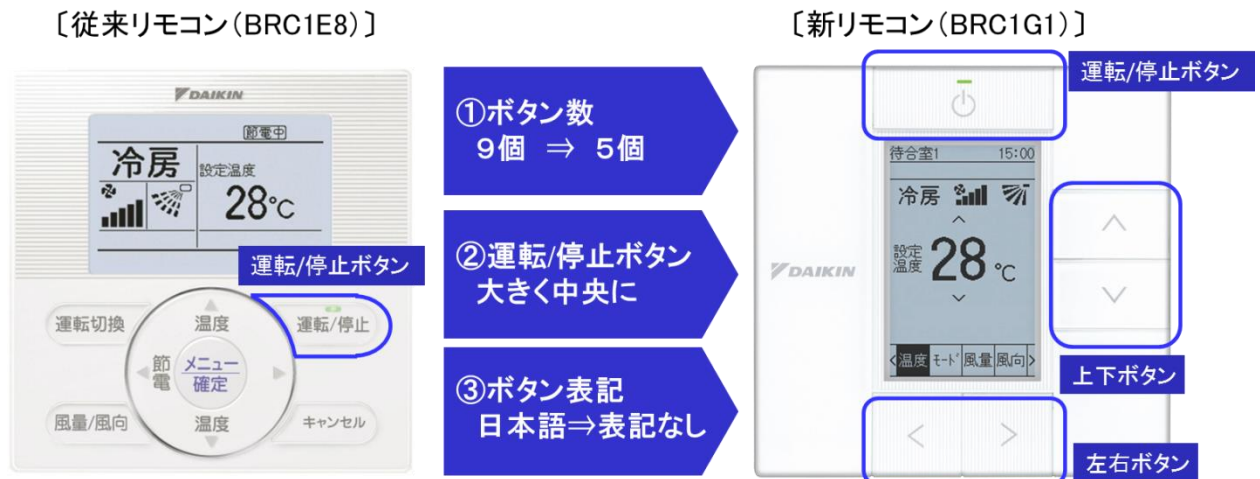 〔従来リモコン（BRC1E8）〕
DAIKIN
節電中
冷房
設定温度
28℃
運転/停止ボタン
運転切換
温度
運転/停止
節電
メニュー
確定
風量/風向
温度
キャンセル
①ボタン数
9個 ⇒ 5個
②運転/停止ボタン
大きく中央に
③ボタン表記
日本語⇒表記なし
〔新リモコン（BRC1G1）〕
運転/停止ボタン
待合室1 15:00
冷房
設定
温度
28℃
DAIKIN
温度 モード 風量 風向
上下ボタン
左右ボタン